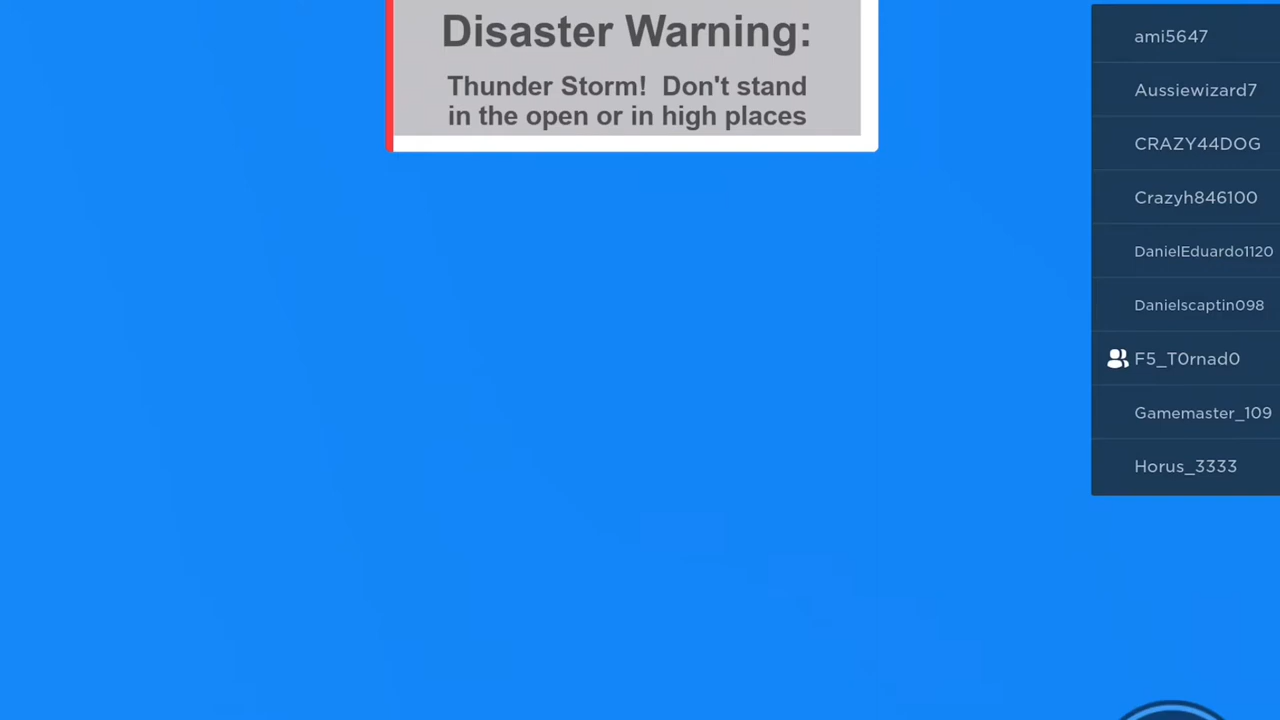 Disaster Warning:
Thunder Storm!  Don't stand
in the open or in high places
ami5647
Aussiewizard7
CRAZY44DOG
Crazyh846100
DanielEduardo1120
Danielscaptin098
F5_T0rnad0
Gamemaster_109
Horus_3333